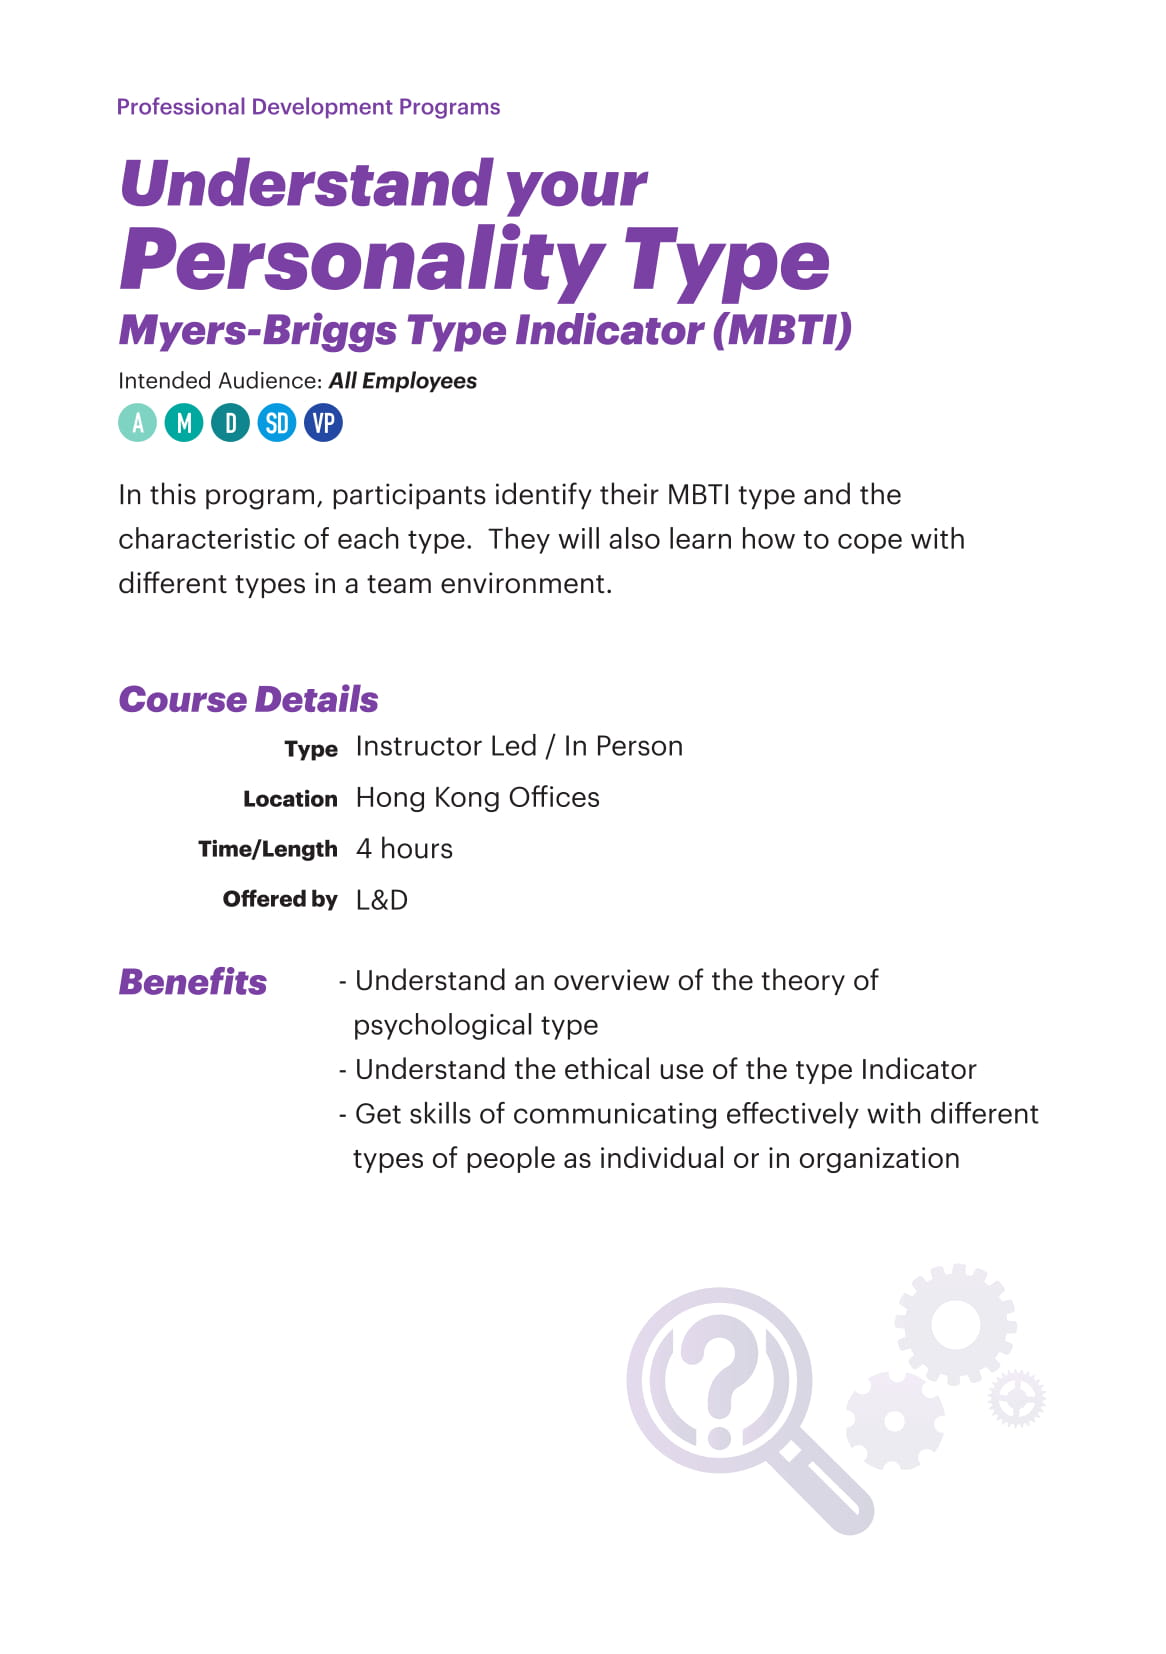 Professional Development Programs
Understand your
Personality Type
Myers-Briggs Type Indicator (MBTI)
Intended Audience: All Employees
A M D SD VP
In this program, participants identify their MBTI type and the
characteristic of each type.  They will also learn how to cope with
different types in a team environment.
Course Details
Type Instructor Led / In Person
Location Hong Kong Offices
Time/Length 4 hours
Offered by L&D
Benefits - Understand an overview of the theory of
psychological type
- Understand the ethical use of the type Indicator
- Get skills of communicating effectively with different
types of people as individual or in organization
?